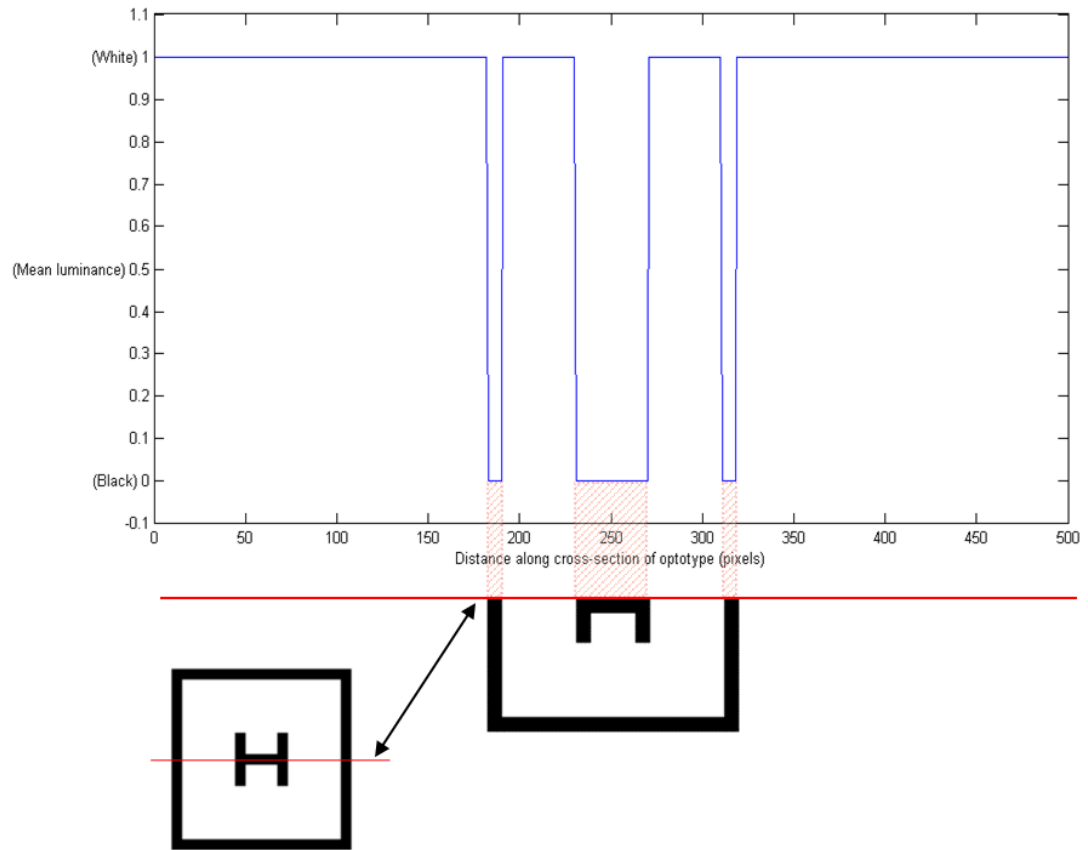 1.1
(White) 1
0.9
0.8
0.7
0.6
(Mean luminance) 0.5
0.4
0.3
0.2
0.1
(Black) 0
-0.1
0 50 100 150 200 250 300 350 400 450 500
Distance along cross-section of optotype (pixels)
H